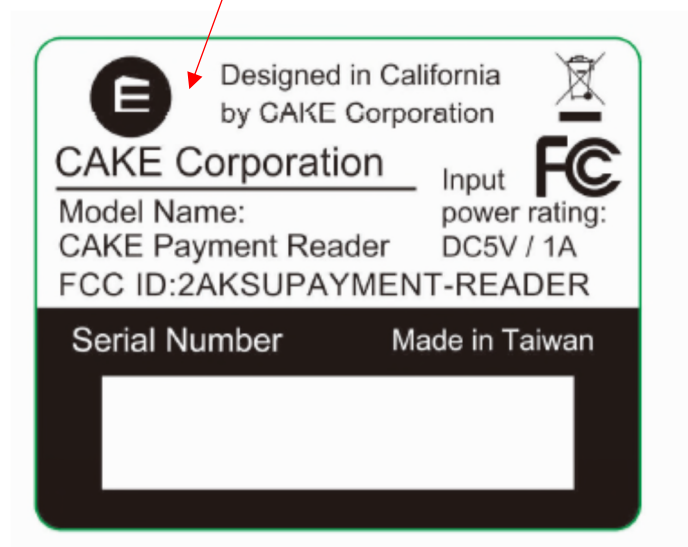 Designed in California
by CAKE Corporation
CAKE Corporation
FC
Input
power rating:
DC5V / 1A
Model Name:
CAKE Payment Reader
FCC ID:2AKSUPAYMENT-READER
Serial Number
Made in Taiwan